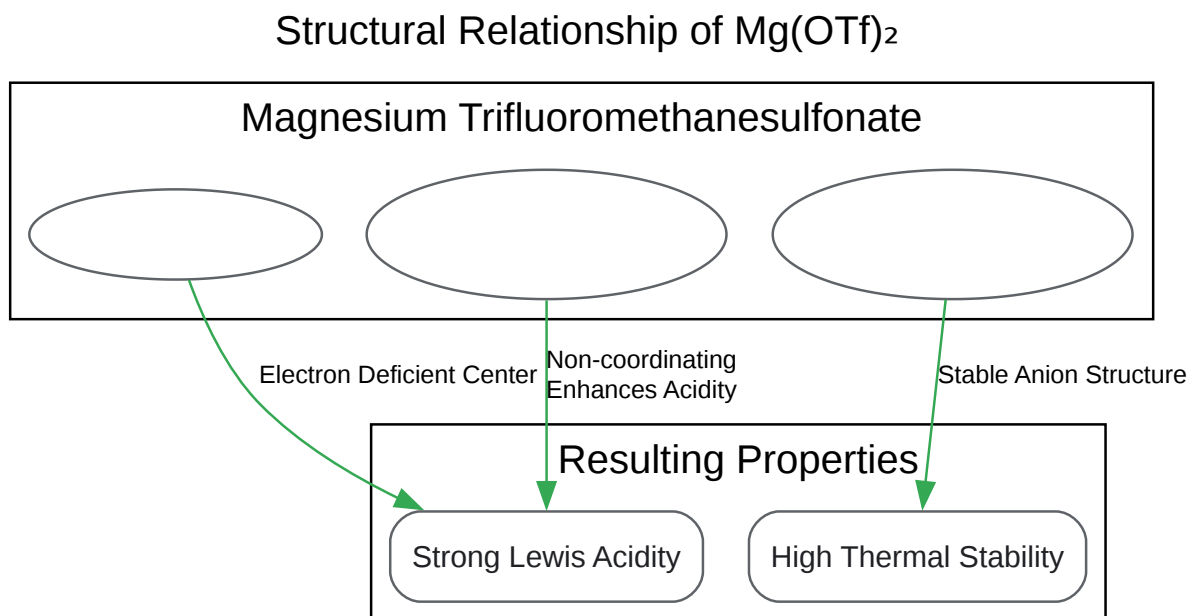 Structural Relationship of Mg(OTf)₂
Magnesium Trifluoromethanesulfonate
Electron Deficient Center
Non-coordinating
Enhances Acidity
Stable Anion Structure
Resulting Properties
Strong Lewis Acidity
High Thermal Stability